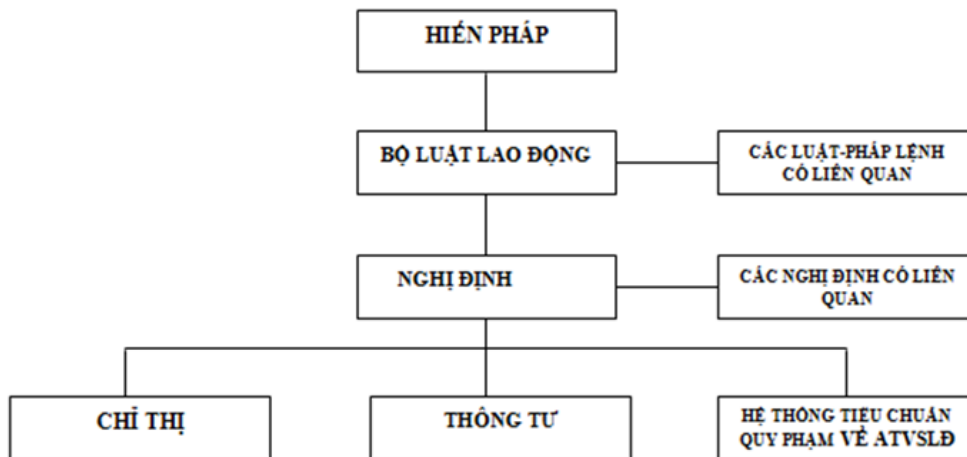 HIẾN PHÁP
BỘ LUẬT LAO ĐỘNG
CÁC LUẬT-PHÁP LỆNH
CÓ LIÊN QUAN
NGHỊ ĐỊNH
CÁC NGHỊ ĐỊNH CÓ LIÊN
QUAN
CHỈ THỊ
THÔNG TƯ
HỆ THỐNG TIÊU CHUẨN
QUY PHẠM VỀ ATVSLĐ